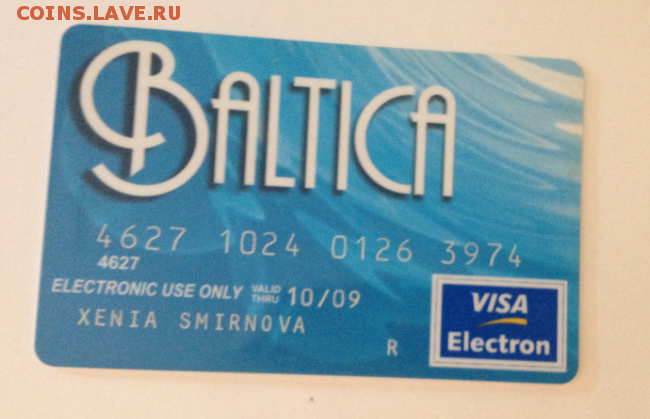 COINS.LAVE.RU
BALTICA
4627 1024 0126 3974
4627
ELECTRONIC USE ONLY VALID THRU 10/09
XENIA SMIRNOVA
R
VISA
Electron